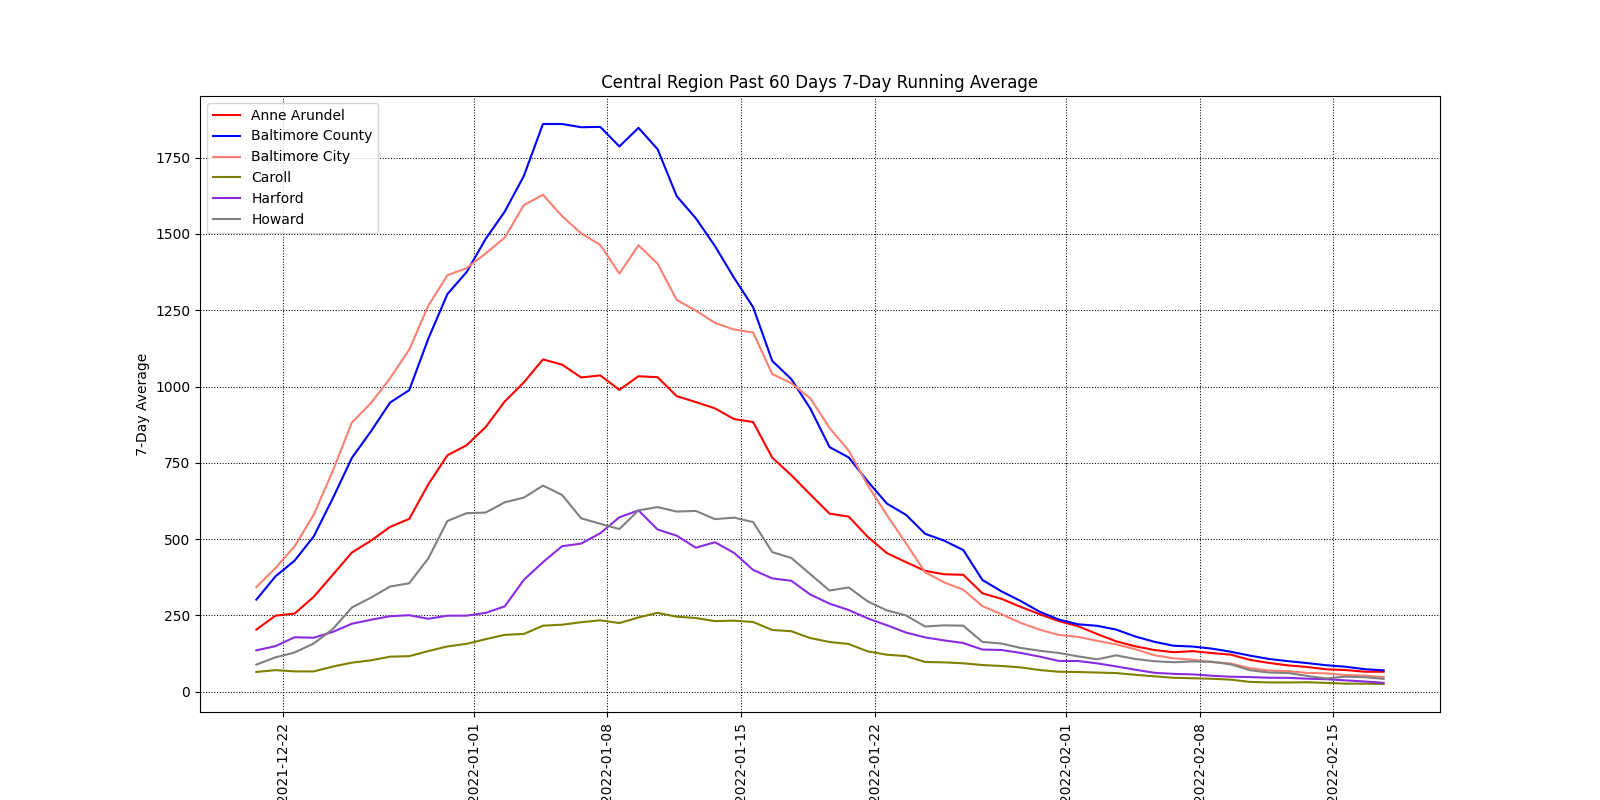 Central Region Past 60 Days 7-Day Running Average
Anne Arundel
Baltimore County
Baltimore City
Caroll
Harford
Howard
7-Day Average
1750
1500
1250
1000
750
500
250
0
2021-12-22
2022-01-01
2022-01-08
2022-01-15
2022-01-22
2022-02-01
2022-02-08
2022-02-15